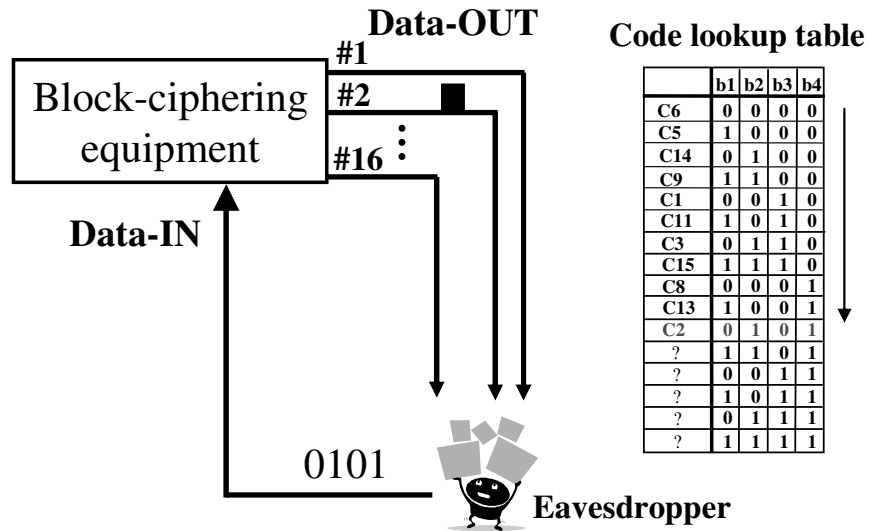 Data-OUT
#1
#2
#16
Block-ciphering
equipment
Data-IN
0101
Eavesdropper
Code lookup table
b1 b2 b3 b4
C6 0 0 0 0
C5 1 0 0 0
C14 0 1 0 0
C9 1 1 0 0
C1 0 0 1 0
C11 1 0 1 0
C3 0 1 1 0
C15 1 1 1 0
C8 0 0 0 1
C13 1 0 0 1
C2 0 1 0 1
? 1 1 0 1
? 0 0 1 1
? 1 0 1 1
? 0 1 1 1
? 1 1 1 1